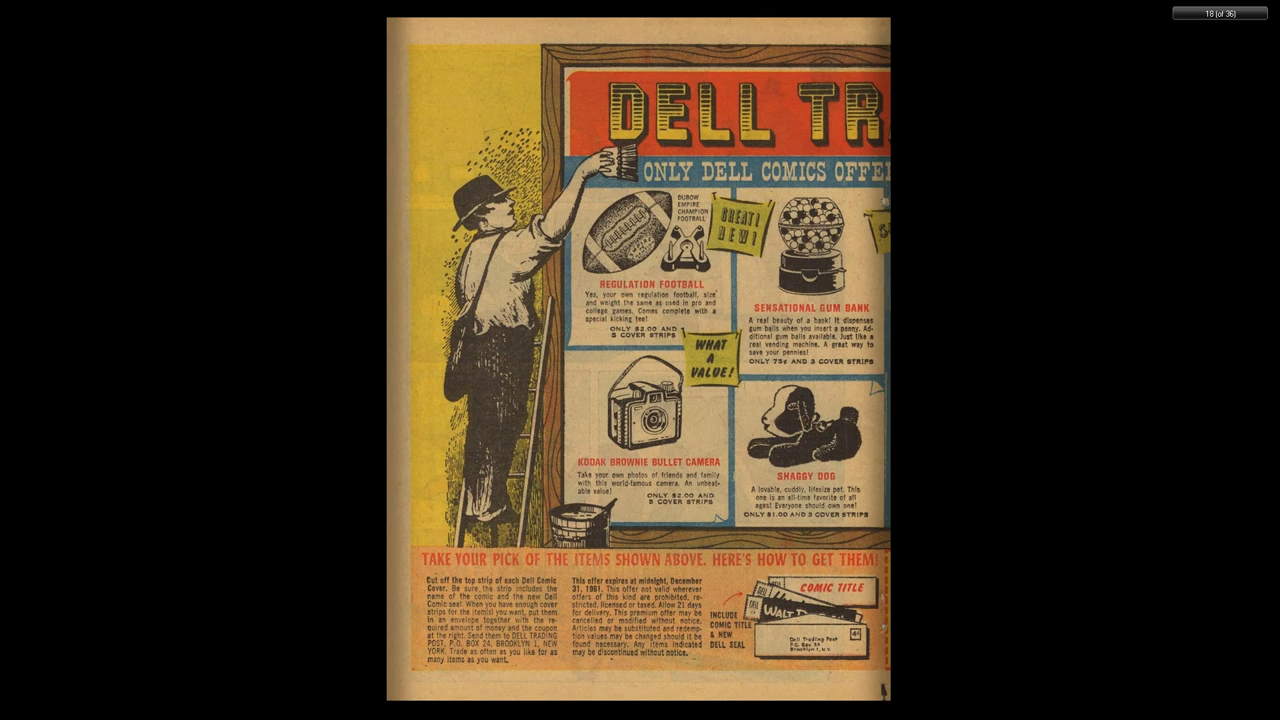 18 [of 36]
DELL TRA
ONLY DELL COMICS OFFE
DUBOW
EMPIRE
CHAMPION
FOOTBALL
GREAT!
NEW!
REGULATION FOOTBALL
Yes, your own regulation football, size
and weight the same as used in pro and
college games. Comes complete with a
special kicking tee!
ONLY $2.00 AND
5 COVER STRIPS
SENSATIONAL GUM BANK
A real beauty of a bank! It dispenses
gum balls when you insert a penny. Ad-
ditional gum balls available. Just like a
real vending machine. A great way to
save your pennies!
ONLY 75¢ AND 3 COVER STRIPS
WHAT
A
VALUE!
KODAK BROWNIE BULLET CAMERA
Take your own photos of friends and family
with this world-famous camera. An unbeat-
able value!
ONLY $2.00 AND
5 COVER STRIPS
SHAGGY DOG
A lovable, cuddly, lifesize pet. This
one is an all-time favorite of all
ages! Everyone should own one!
ONLY $1.00 AND 3 COVER STRIPS
TAKE YOUR PICK OF THE ITEMS SHOWN ABOVE. HERE'S HOW TO GET THEM!
Cut off the top strip of each Dell Comic
Cover. Be sure the strip includes the
name of the comic and the new Dell
Comic seal. When you have enough cover
strips for the item(s) you want, put them
in an envelope together with the re-
quired amount of money and the coupon
at the right. Send them to DELL TRADING
POST, P.O. BOX 24, BROOKLYN 1, NEW
YORK. Trade as often as you like for as
many items as you want.
This offer expires at midnight, December
31, 1961. This offer not valid wherever
offers of this kind are prohibited, re-
stricted, licensed or taxed. Allow 21 days
for delivery. This premium offer may be
cancelled or modified without notice.
Articles may be substituted and redemp-
tion values may be changed should it be
found necessary. Any items indicated
may be discontinued without notice.
INCLUDE
COMIC TITLE
& NEW
DELL SEAL
COMIC TITLE
DELL
DELL
WALT D
4¢
Dell Trading Post
P.O. Box 24
Brooklyn 1, N.Y.